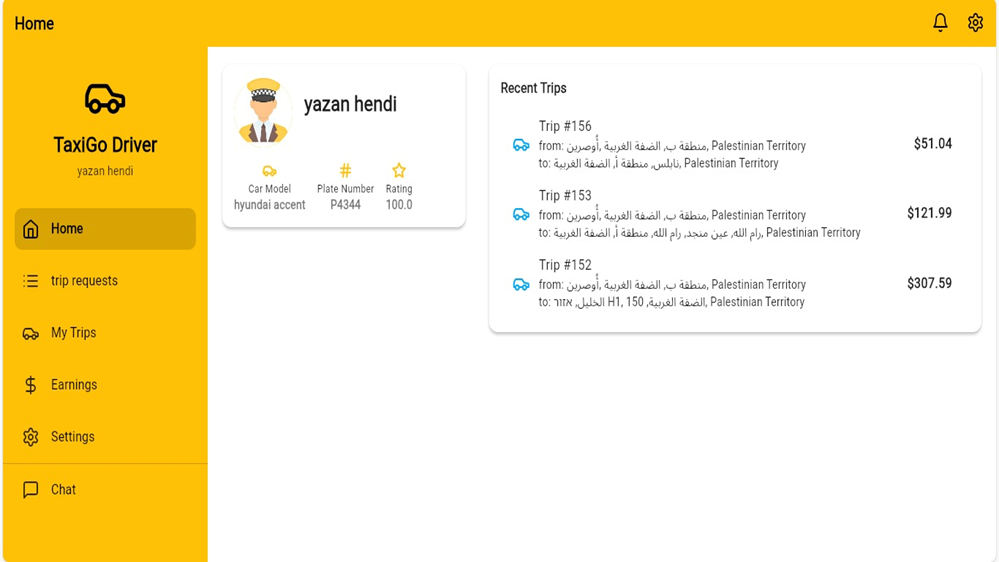 Home
TaxiGo Driver
yazan hendi
Home
trip requests
My Trips
Earnings
Settings
Chat
yazan hendi
Car Model
hyundai accent
Plate Number
P4344
Rating
100.0
Recent Trips
Trip #156
from: منطقة ب, الضفة الغربية ,أُوصرين, Palestinian Territory
to: نابلس, منطقة أ, الضفة الغربية, Palestinian Territory
$51.04
Trip #153
from: منطقة ب, الضفة الغربية ,أُوصرين, Palestinian Territory
to: رام الله, عين منجد, رام الله, منطقة أ, الضفة الغربية, Palestinian Territory
$121.99
Trip #152
from: منطقة ب, الضفة الغربية ,أُوصرين, Palestinian Territory
to: الخليل, אזור H1, 150 ,الضفة الغربية, Palestinian Territory
$307.59